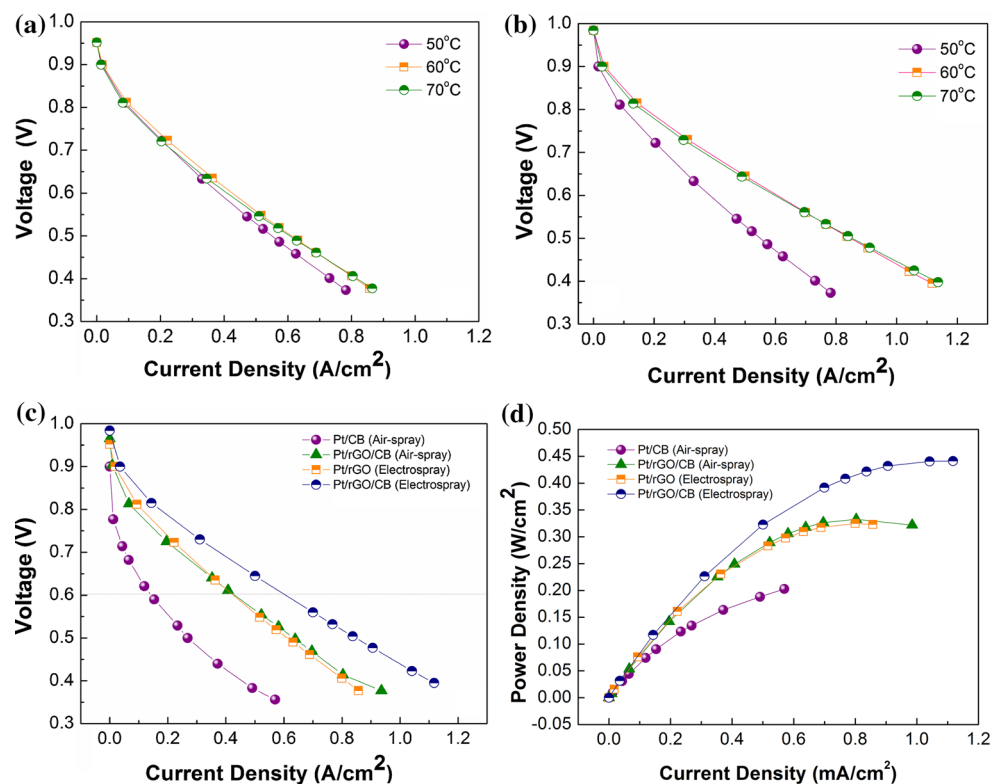 (a)
1.0
0.9
0.8
0.7
0.6
0.5
0.4
0.3
Voltage (V)
50°C
60°C
70°C
0.0 0.2 0.4 0.6 0.8 1.0 1.2
Current Density (A/cm²)
(b)
1.0
0.9
0.8
0.7
0.6
0.5
0.4
0.3
Voltage (V)
50°C
60°C
70°C
0.0 0.2 0.4 0.6 0.8 1.0 1.2
Current Density (A/cm²)
(c)
1.0
0.9
0.8
0.7
0.6
0.5
0.4
0.3
Voltage (V)
Pt/CB (Air-spray)
Pt/rGO/CB (Air-spray)
Pt/rGO (Electrospray)
Pt/rGO/CB (Electrospray)
0.0 0.2 0.4 0.6 0.8 1.0 1.2
Current Density (A/cm²)
(d)
0.50
0.45
0.40
0.35
0.30
0.25
0.20
0.15
0.10
0.05
0.00
-0.05
Power Density (W/cm²)
Pt/CB (Air-spray)
Pt/rGO/CB (Air-spray)
Pt/rGO (Electrospray)
Pt/rGO/CB (Electrospray)
0.0 0.2 0.4 0.6 0.8 1.0 1.2
Current Density (mA/cm²)